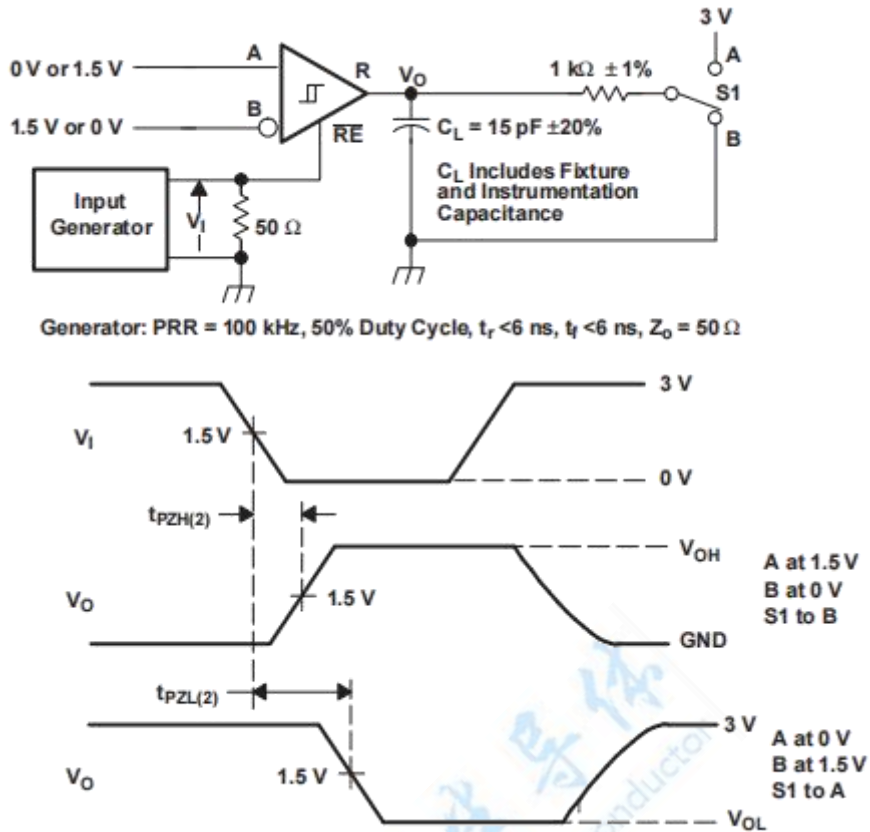 3 V
A
A
0 V or 1.5 V
R
V_O
1 kΩ ±1%
S1
B
1.5 V or 0 V
R̅E̅
C_L = 15 pF ±20%
B
C_L Includes Fixture
and Instrumentation
Capacitance
Input
Generator
V_I
50 Ω
Generator: PRR = 100 kHz, 50% Duty Cycle, t_r <6 ns, t_f <6 ns, Z_o = 50 Ω
3 V
V_I
1.5 V
0 V
t_PZH(2)
V_OH
A at 1.5 V
B at 0 V
S1 to B
V_O
1.5 V
GND
t_PZL(2)
3 V
A at 0 V
B at 1.5 V
S1 to A
V_O
1.5 V
V_OL